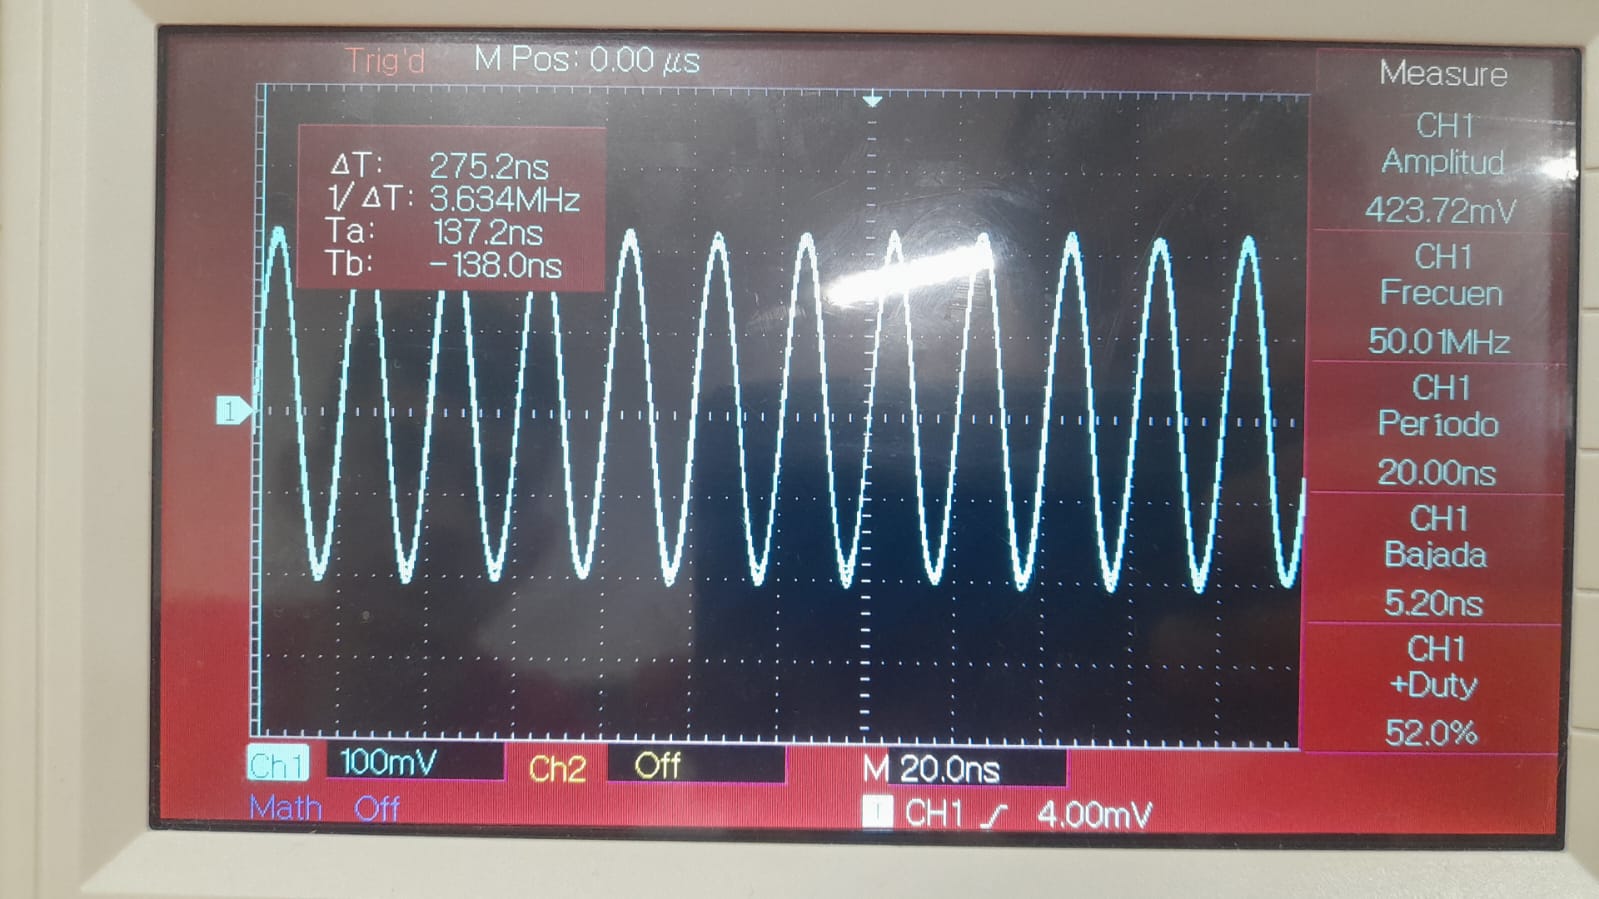 Trig'd M Pos: 0.00 μs
ΔT: 275.2ns
1/ΔT: 3.634MHz
Ta: 137.2ns
Tb: -138.0ns
1
Measure
CH1
Amplitud
423.72mV
CH1
Frecuen
50.01MHz
CH1
Período
20.00ns
CH1
Bajada
5.20ns
CH1
+Duty
52.0%
Ch1 100mV Ch2 Off M 20.0ns
Math Off CH1 4.00mV